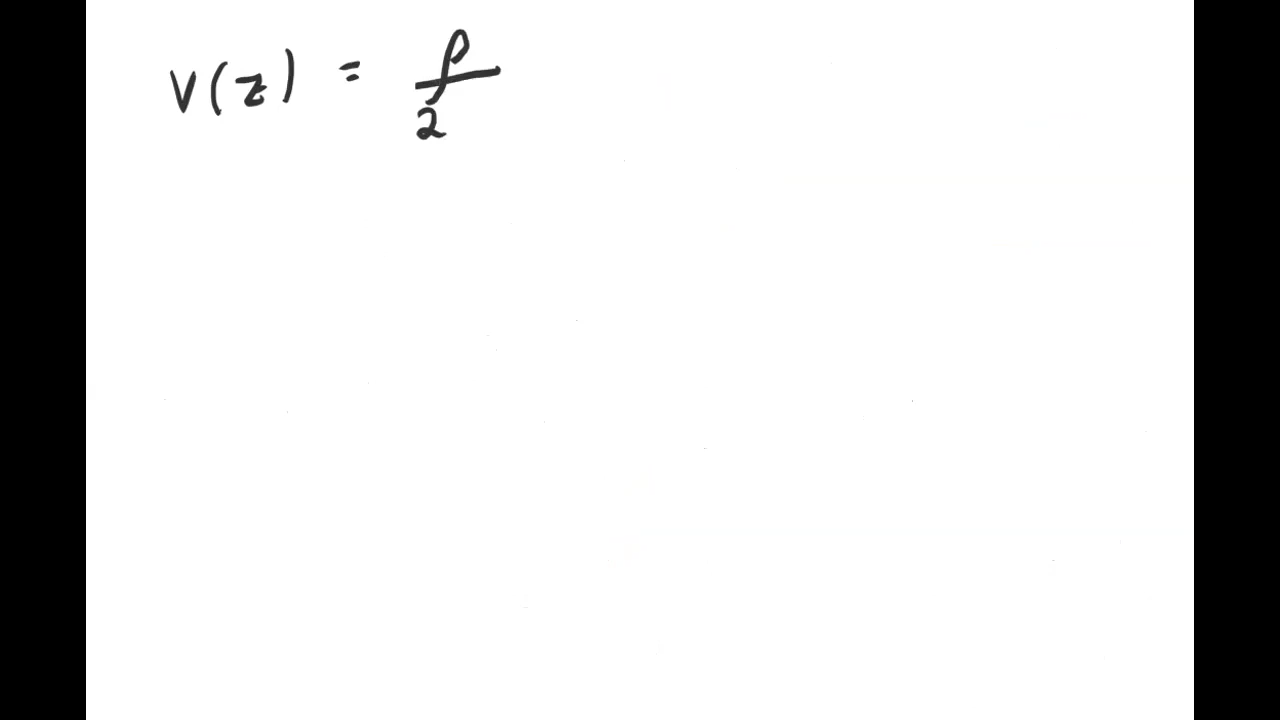 V(z) = ρ/2